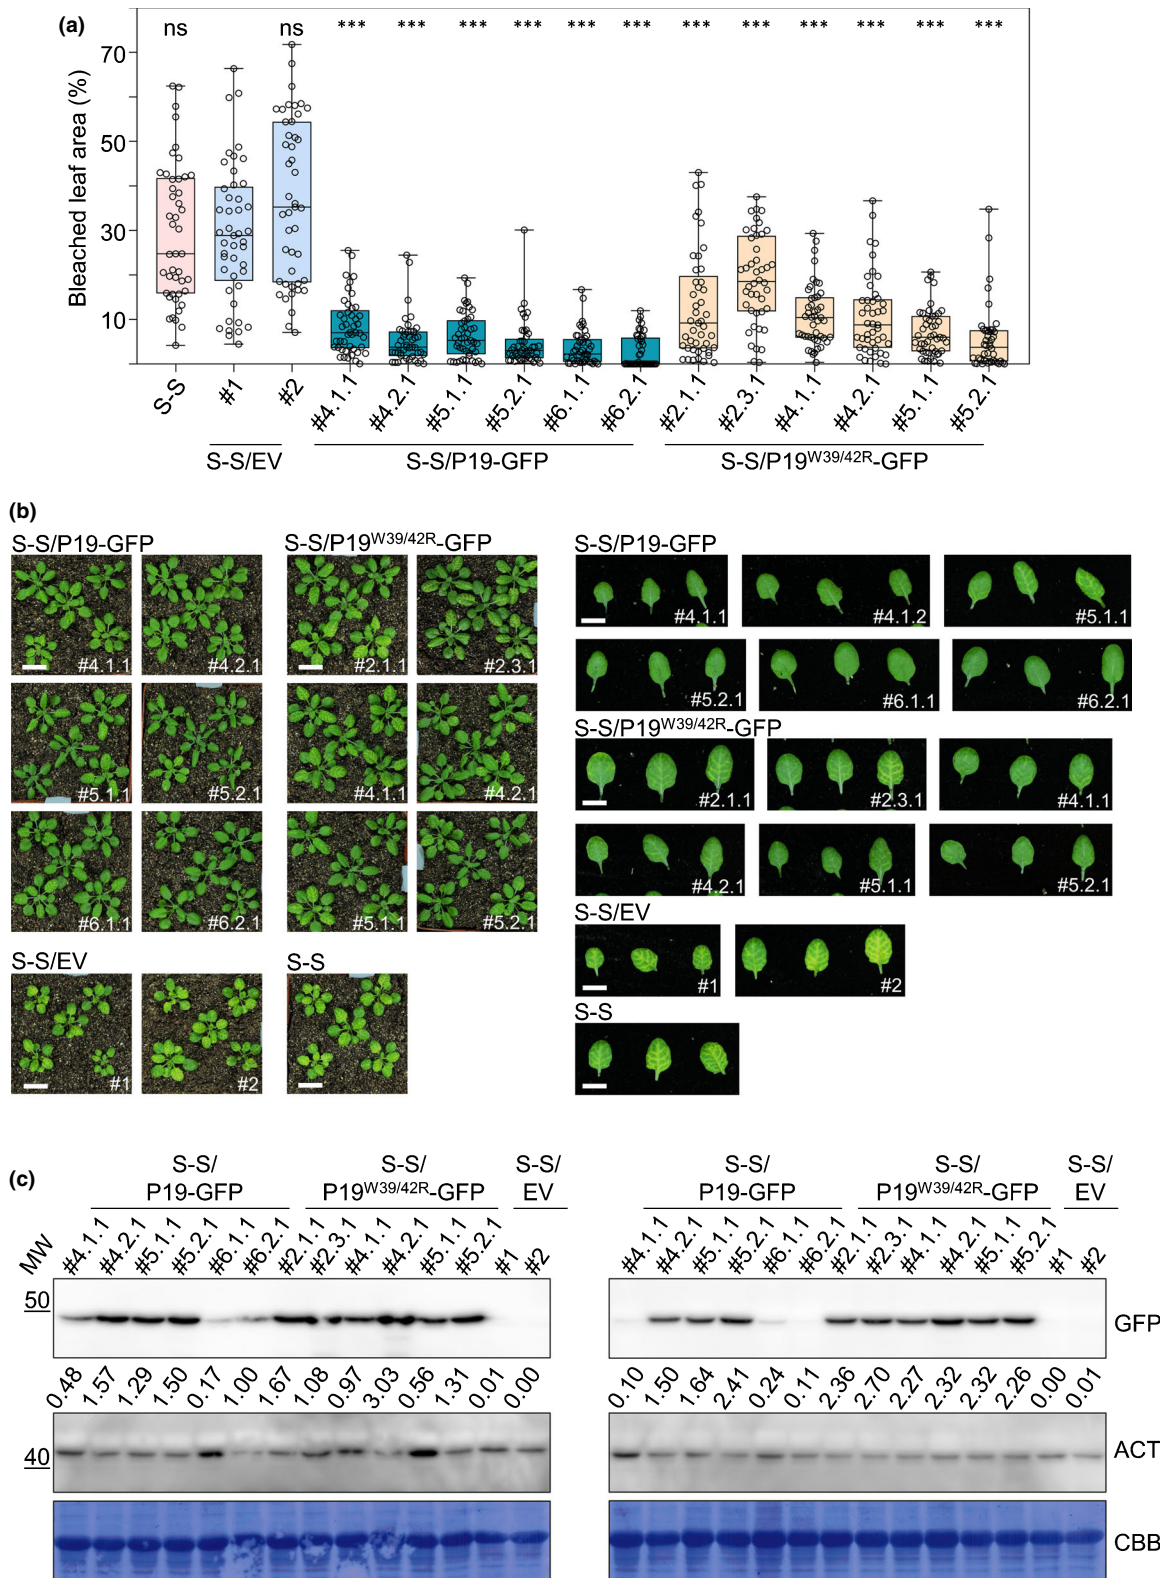 (a)
ns ns *** *** *** *** *** *** *** *** *** *** *** ***
Bleached leaf area (%)
70
50
30
10
S-S #1 #2 #4.1.1 #4.2.1 #5.1.1 #5.2.1 #6.1.1 #6.2.1 #2.1.1 #2.3.1 #4.1.1 #4.2.1 #5.1.1 #5.2.1
S-S/EV S-S/P19-GFP S-S/P19W39/42R-GFP
(b)
S-S/P19-GFP S-S/P19W39/42R-GFP
#4.1.1 #4.2.1 #2.1.1 #2.3.1
#5.1.1 #5.2.1 #4.1.1 #4.2.1
#6.1.1 #6.2.1 #5.1.1 #5.2.1
S-S/EV S-S
#1 #2
S-S/P19-GFP
#4.1.1 #4.1.2 #5.1.1
#5.2.1 #6.1.1 #6.2.1
S-S/P19W39/42R-GFP
#2.1.1 #2.3.1 #4.1.1
#4.2.1 #5.1.1 #5.2.1
S-S/EV
#1 #2
S-S
(c)
S-S/ S-S/ S-S/
P19-GFP P19W39/42R-GFP EV
MW #4.1.1 #4.2.1 #5.1.1 #5.2.1 #6.1.1 #6.2.1 #2.1.1 #2.3.1 #4.1.1 #4.2.1 #5.1.1 #5.2.1 #1 #2
50
0.48 1.57 1.29 1.50 0.17 1.00 1.67 1.08 0.97 3.03 0.56 1.31 0.01 0.00
40
S-S/ S-S/ S-S/
P19-GFP P19W39/42R-GFP EV
#4.1.1 #4.2.1 #5.1.1 #5.2.1 #6.1.1 #6.2.1 #2.1.1 #2.3.1 #4.1.1 #4.2.1 #5.1.1 #5.2.1 #1 #2
GFP
0.10 1.50 1.64 2.41 0.24 0.11 2.36 2.70 2.27 2.32 2.32 2.26 0.00 0.01
ACT
CBB